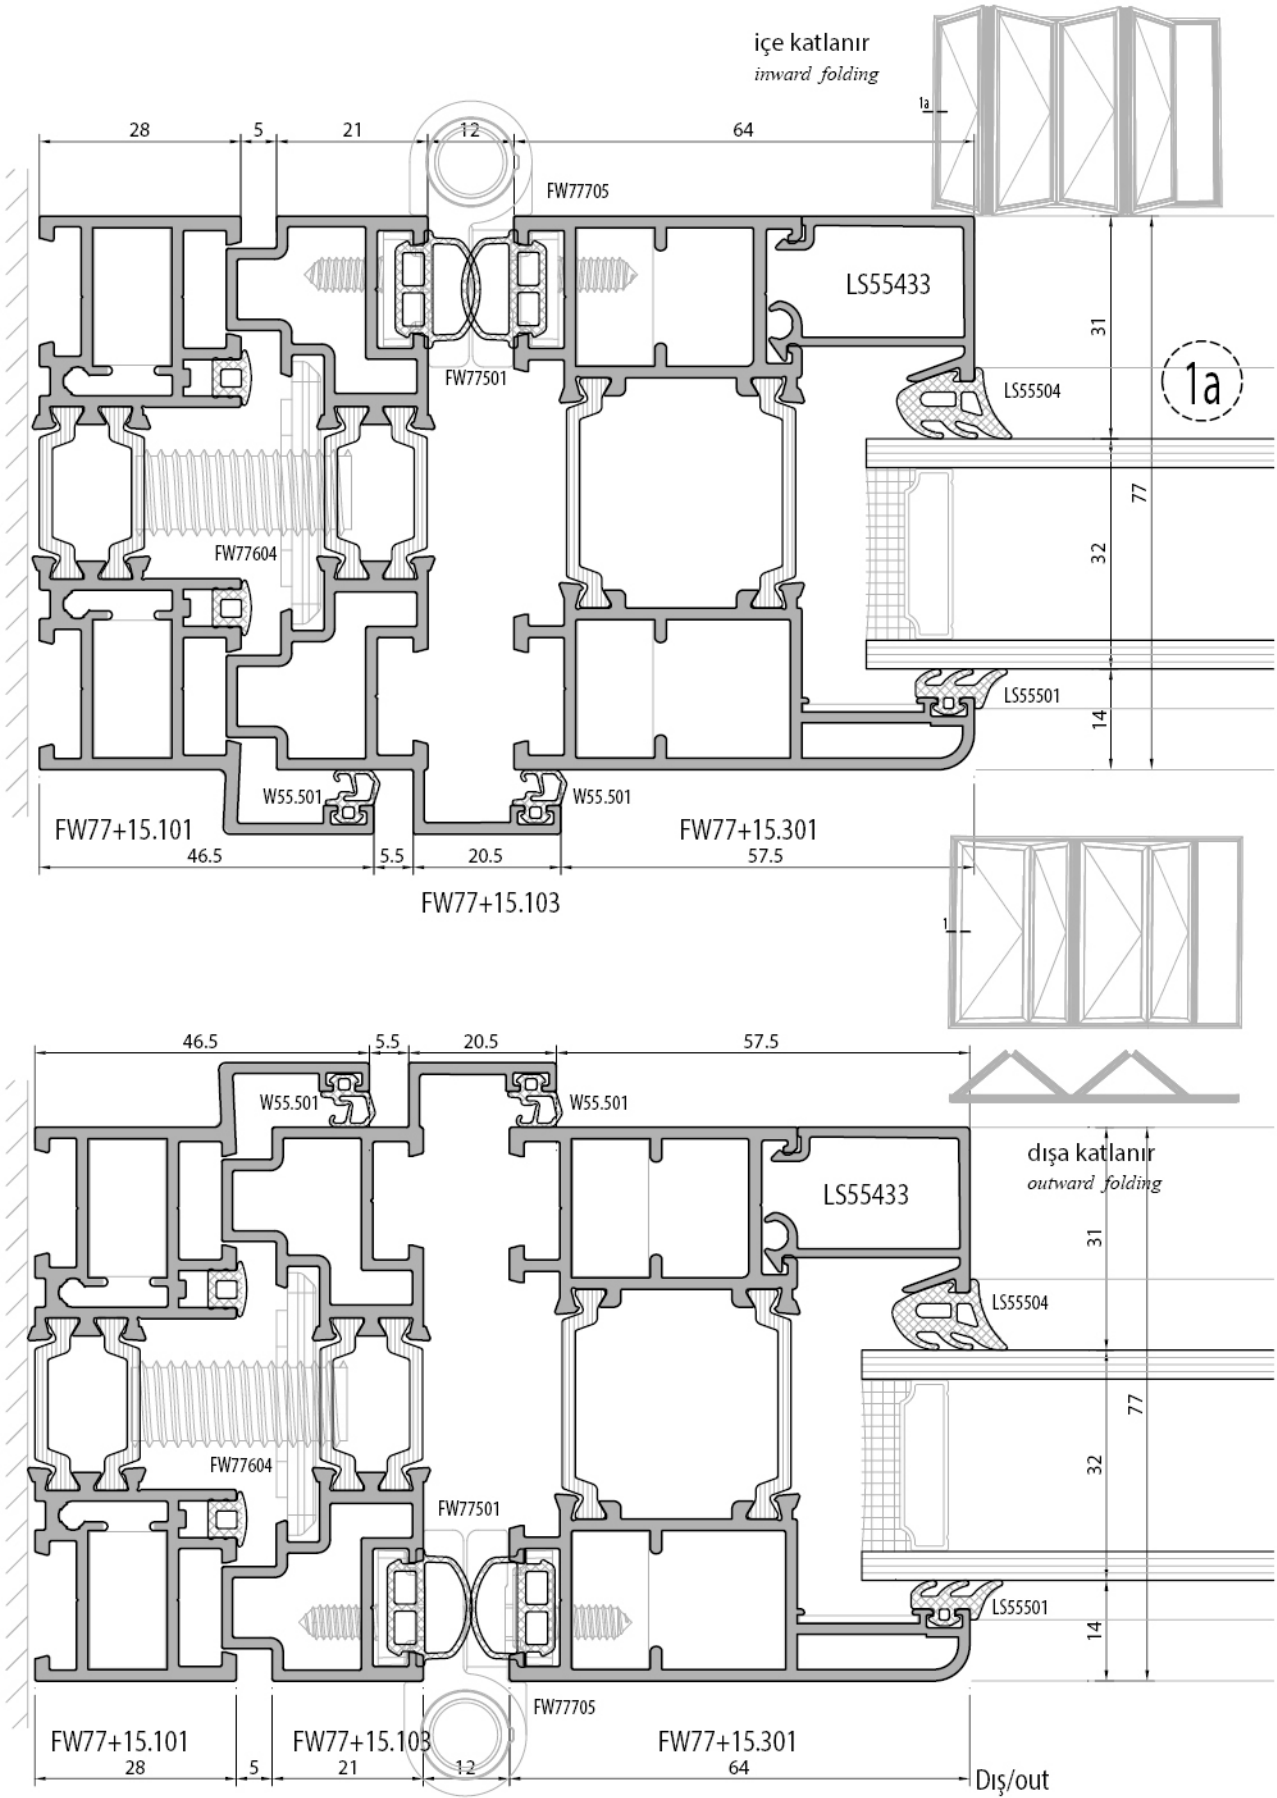 içe katlanır
inward folding
1a
28
5
21
12
64
FW77705
LS55433
FW77501
31
LS55504
1a
77
FW77604
32
LS55501
14
W55.501
W55.501
FW77+15.101
FW77+15.301
46.5
5.5
20.5
57.5
FW77+15.103
1
46.5
5.5
20.5
57.5
W55.501
W55.501
dışa katlanır
outward folding
LS55433
31
LS55504
77
FW77604
32
FW77501
LS55501
14
FW77705
FW77+15.101
FW77+15.103
FW77+15.301
28
5
21
12
64
Dış/out